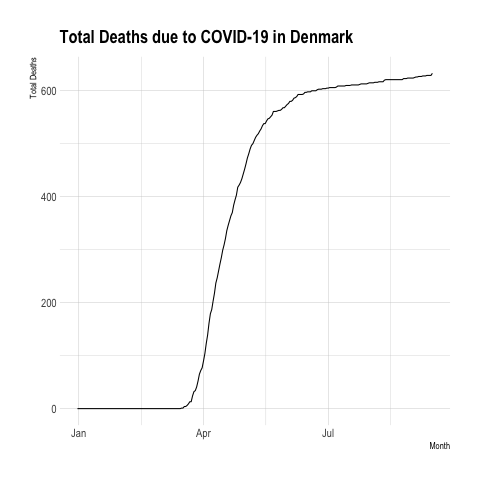 Total Deaths due to COVID-19 in Denmark
Total Deaths
600
400
200
0
Jan Apr Jul
Month